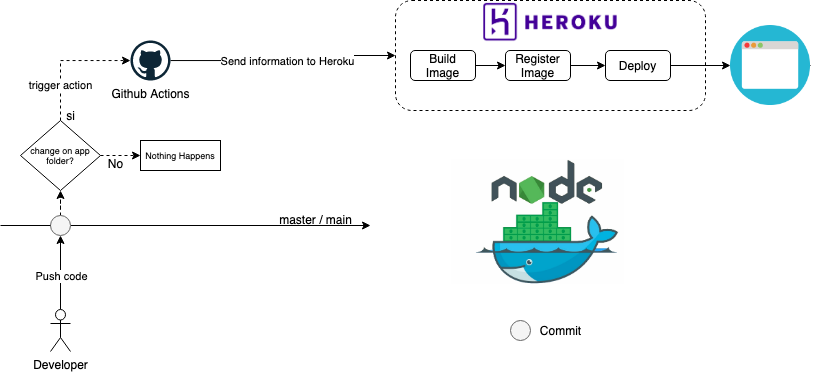 HEROKU
Build
Image
Register
Image
Deploy
Send information to Heroku
Github Actions
trigger action
si
change on app
folder?
No
Nothing Happens
master / main
Push code
Developer
node
Commit